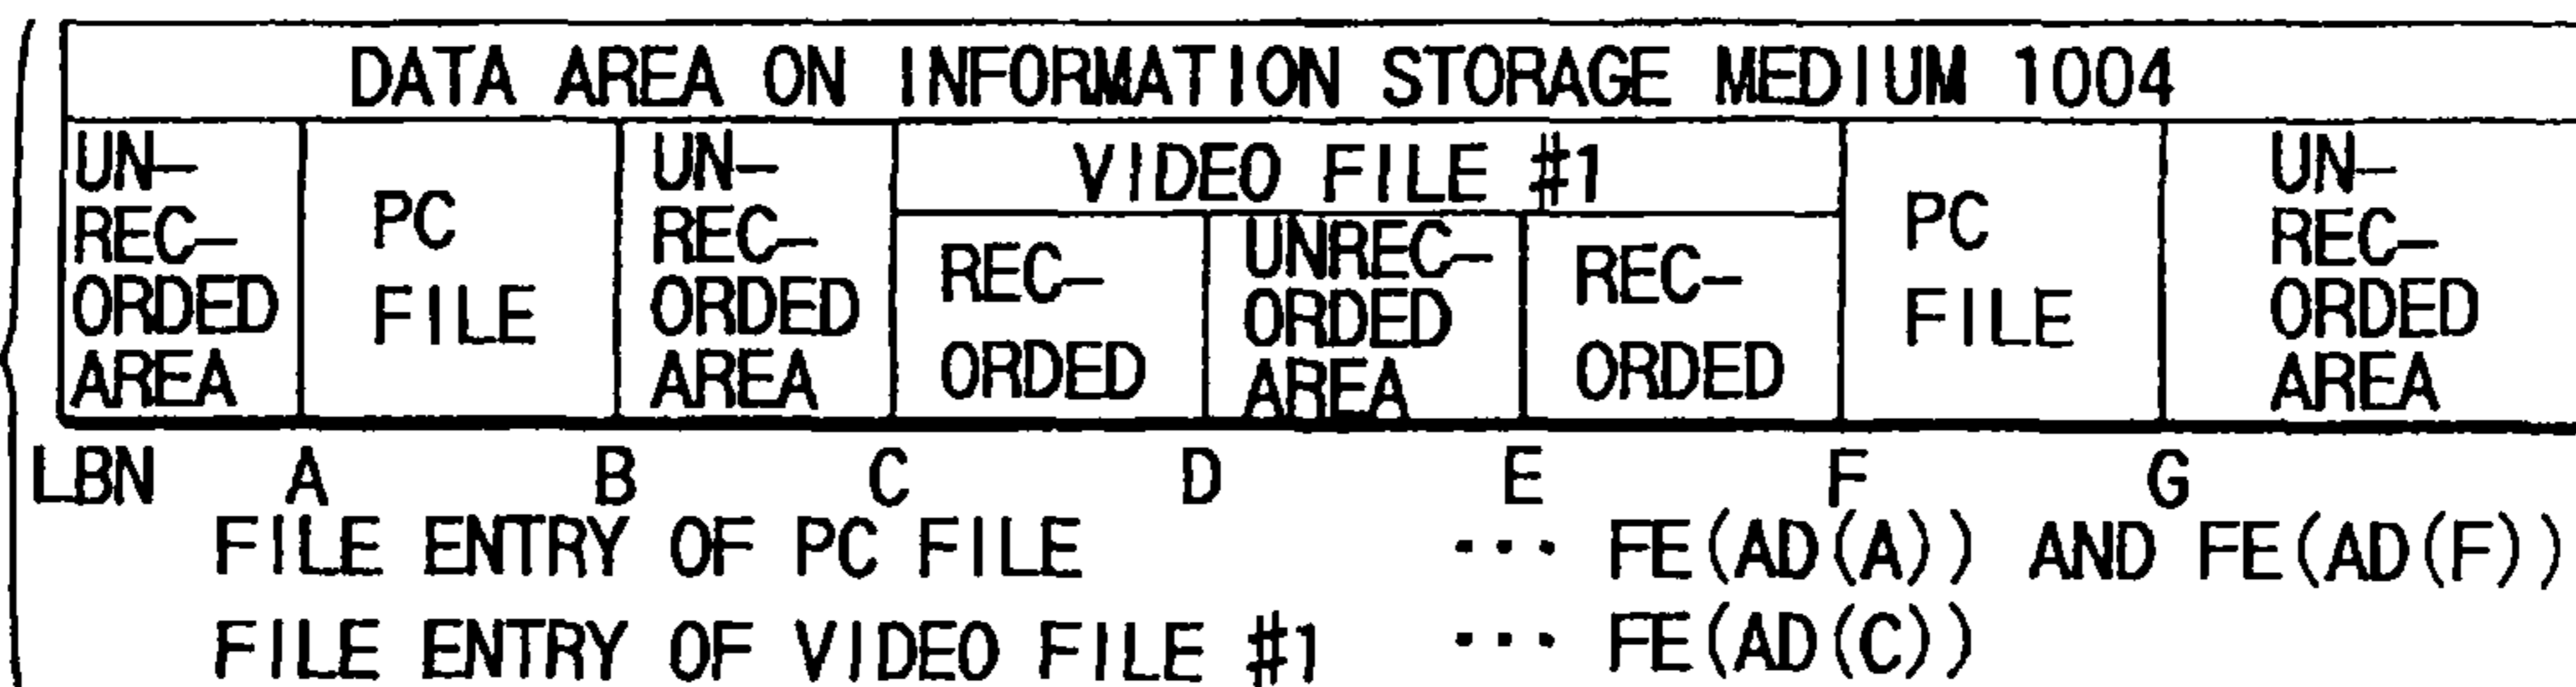 DATA AREA ON INFORMATION STORAGE MEDIUM 1004
UN-
REC-
ORDED
AREA
PC
FILE
UN-
REC-
ORDED
AREA
VIDEO FILE #1
REC-
ORDED
UNREC-
ORDED
AREA
REC-
ORDED
PC
FILE
UN-
REC-
ORDED
AREA
LBN A B C D E F G
FILE ENTRY OF PC FILE ··· FE(AD(A)) AND FE(AD(F))
FILE ENTRY OF VIDEO FILE #1 ··· FE(AD(C))